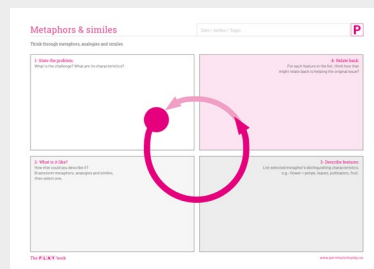 Metaphors & similes
Date / Author / Topic
P
Think through metaphors, analogies and similes
1- State the problem:
What is the challenge? What are its characteristics?
4- Relate back:
For each feature in the list, think how that
might relate back to helping the original issue?
2- What is it like?
How else could you describe it?
Brainstorm metaphors, analogies and similes,
then select one.
3- Describe features:
List selected metaphor's distinguishing characteristics.
e.g.: flower = petals, leaves, pollination, fruit.
The PLAY book